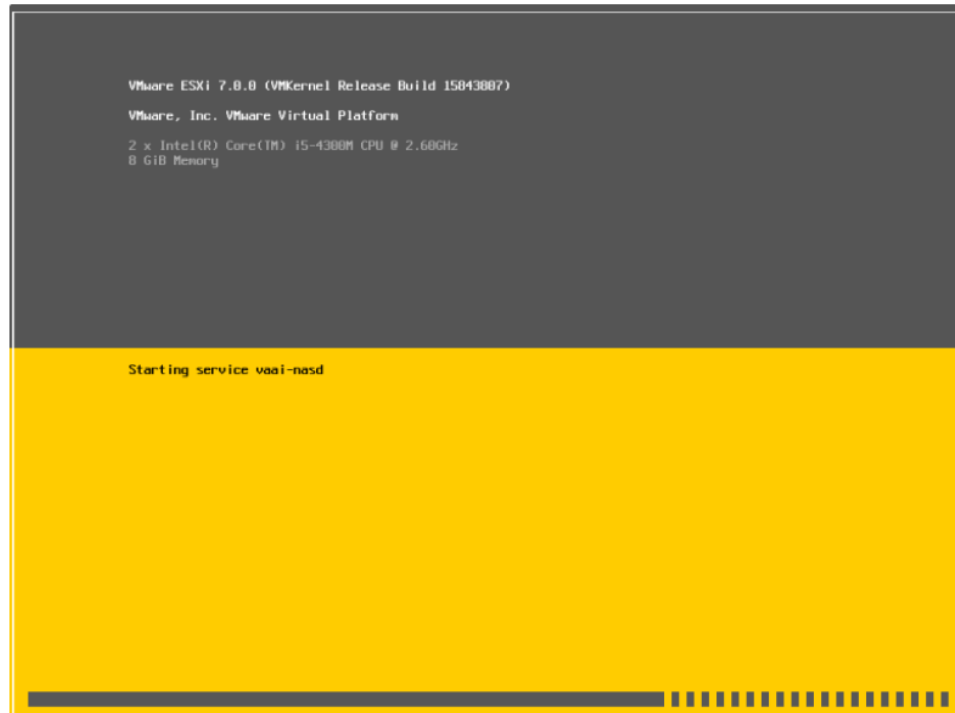 VMware ESXi 7.0.0 (VMKernel Release Build 15843807)
VMware, Inc. VMware Virtual Platform
2 x Intel(R) Core(TM) i5-4300M CPU @ 2.60GHz
8 GiB Memory
Starting service vaai-nasd